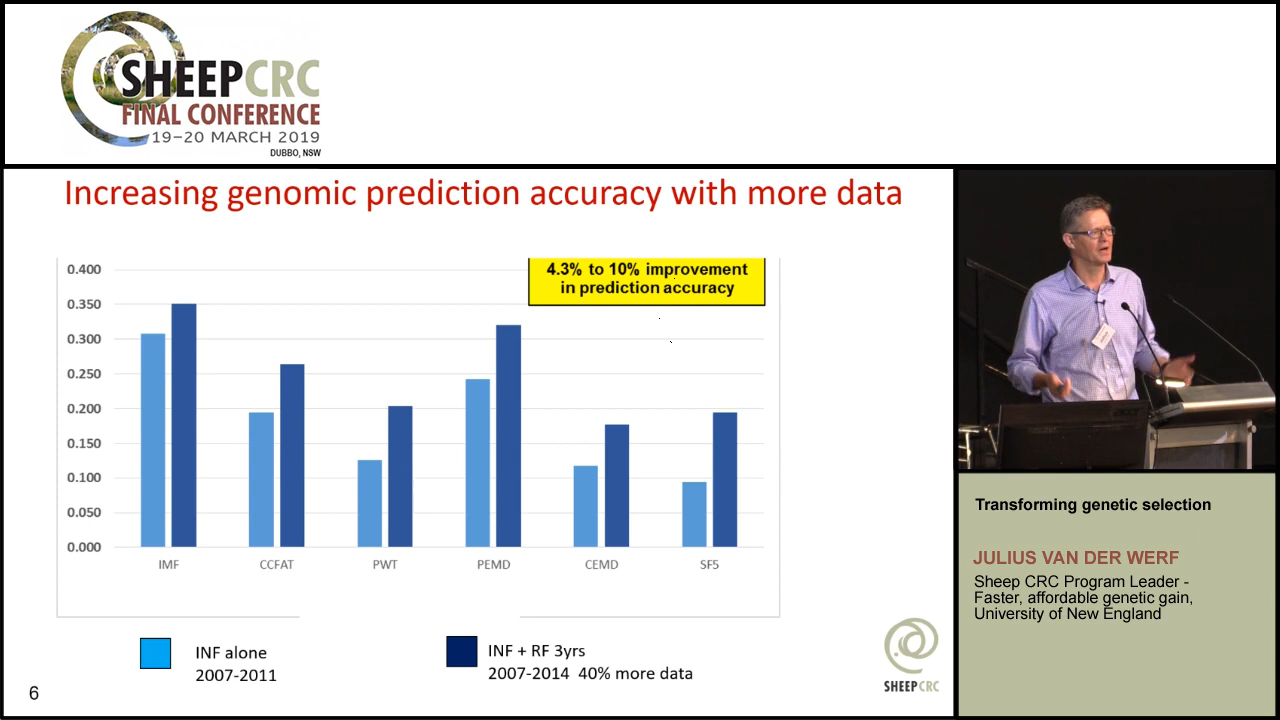 SHEEPCRC
FINAL CONFERENCE
19–20 MARCH 2019
DUBBO, NSW
Increasing genomic prediction accuracy with more data
4.3% to 10% improvement
in prediction accuracy
0.400
0.350
0.300
0.250
0.200
0.150
0.100
0.050
0.000
IMF CCFAT PWT PEMD CEMD SF5
INF alone
2007-2011
INF + RF 3yrs
2007-2014 40% more data
SHEEPCRC
6
Transforming genetic selection
JULIUS VAN DER WERF
Sheep CRC Program Leader -
Faster, affordable genetic gain,
University of New England